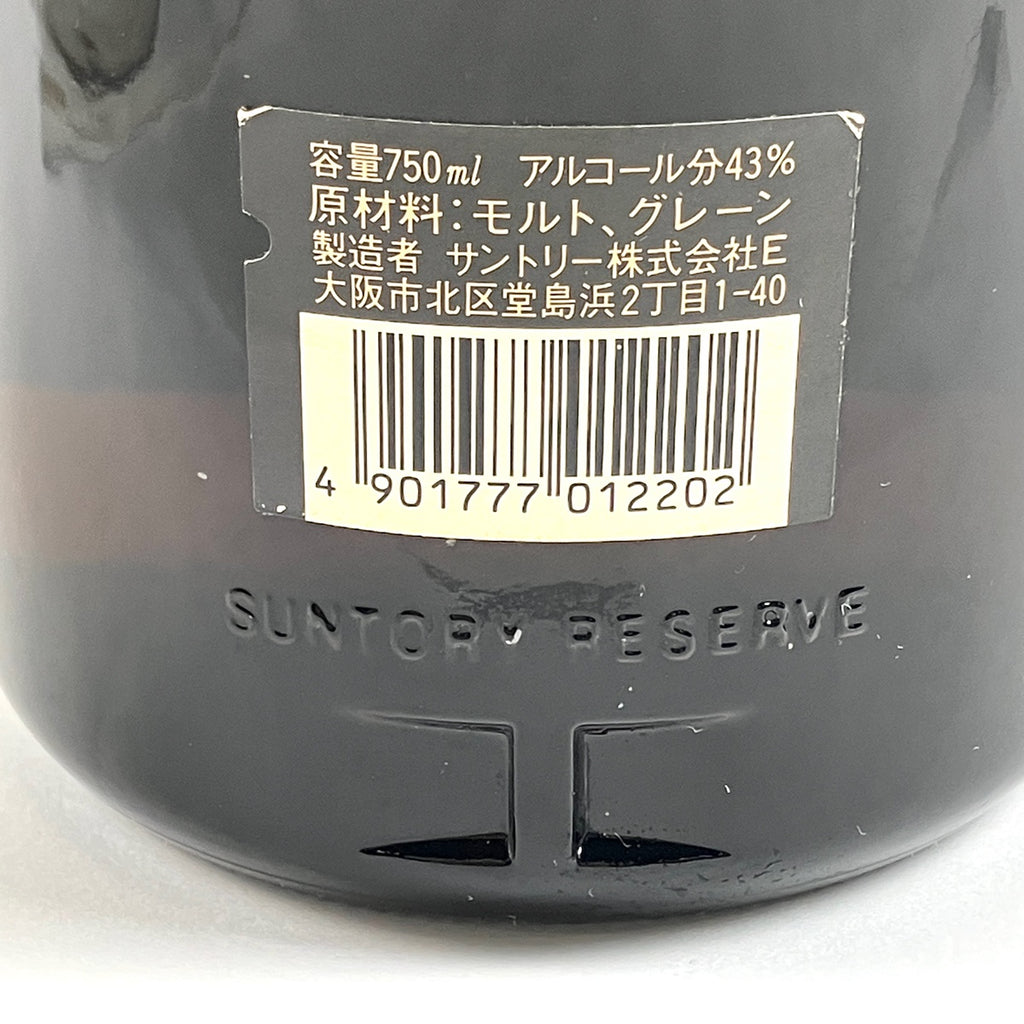 容量750ml アルコール分43%
原材料:モルト、グレーン
製造者 サントリー株式会社E
大阪市北区堂島浜2丁目1-40
4 901777 012202
SUNTORY RESERVE